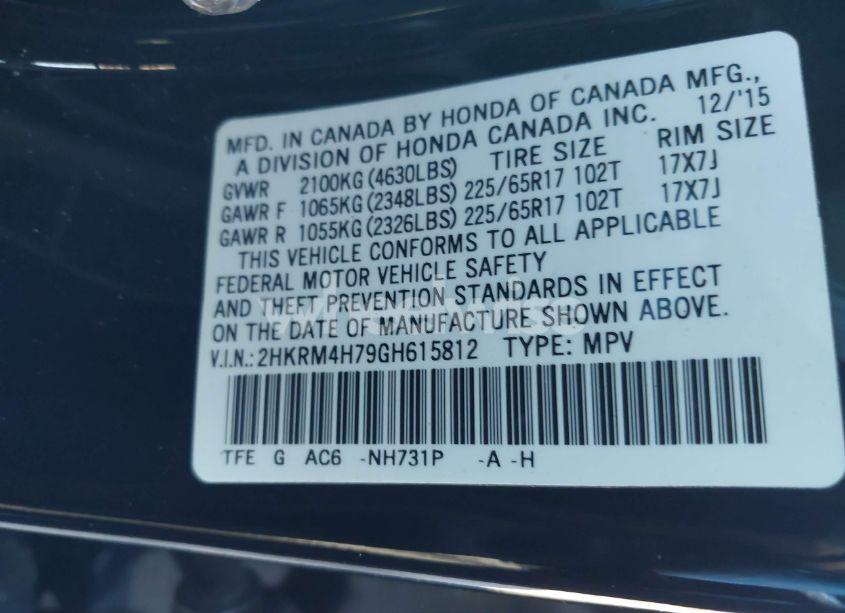 MFD. IN CANADA BY HONDA OF CANADA MFG.,
A DIVISION OF HONDA CANADA INC. 12/'15
GVWR 2100KG(4630LBS) TIRE SIZE RIM SIZE
GAWR F 1065KG(2348LBS) 225/65R17 102T 17X7J
GAWR R 1055KG(2326LBS) 225/65R17 102T 17X7J
THIS VEHICLE CONFORMS TO ALL APPLICABLE
FEDERAL MOTOR VEHICLE SAFETY
AND THEFT PREVENTION STANDARDS IN EFFECT
ON THE DATE OF MANUFACTURE SHOWN ABOVE.
V.I.N.: 2HKRM4H79GH615812 TYPE: MPV
TFE G AC6 -NH731P -A -H